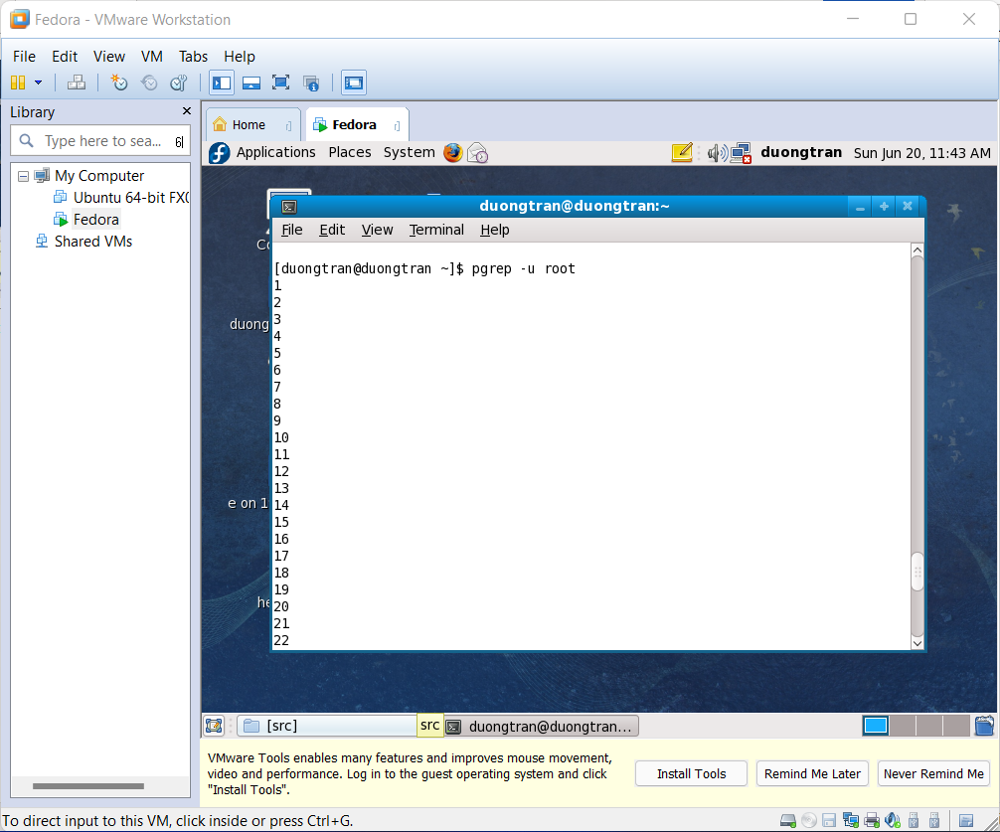 Fedora - VMware Workstation
File Edit View VM Tabs Help
Library
Type here to sea...
My Computer
Ubuntu 64-bit
Fedora
Shared VMs
Home
Fedora
Applications Places System
duongtran Sun Jun 20, 11:43 AM
duongtran@duongtran:~
File Edit View Terminal Help
[duongtran@duongtran ~]$ pgrep -u root
1
2
3
4
5
6
7
8
9
10
11
12
13
14
15
16
17
18
19
20
21
22
duong
e on 1
he
[src]
src
duongtran@duongtran...
VMware Tools enables many features and improves mouse movement,
video and performance. Log in to the guest operating system and click
"Install Tools".
Install Tools
Remind Me Later
Never Remind Me
To direct input to this VM, click inside or press Ctrl+G.